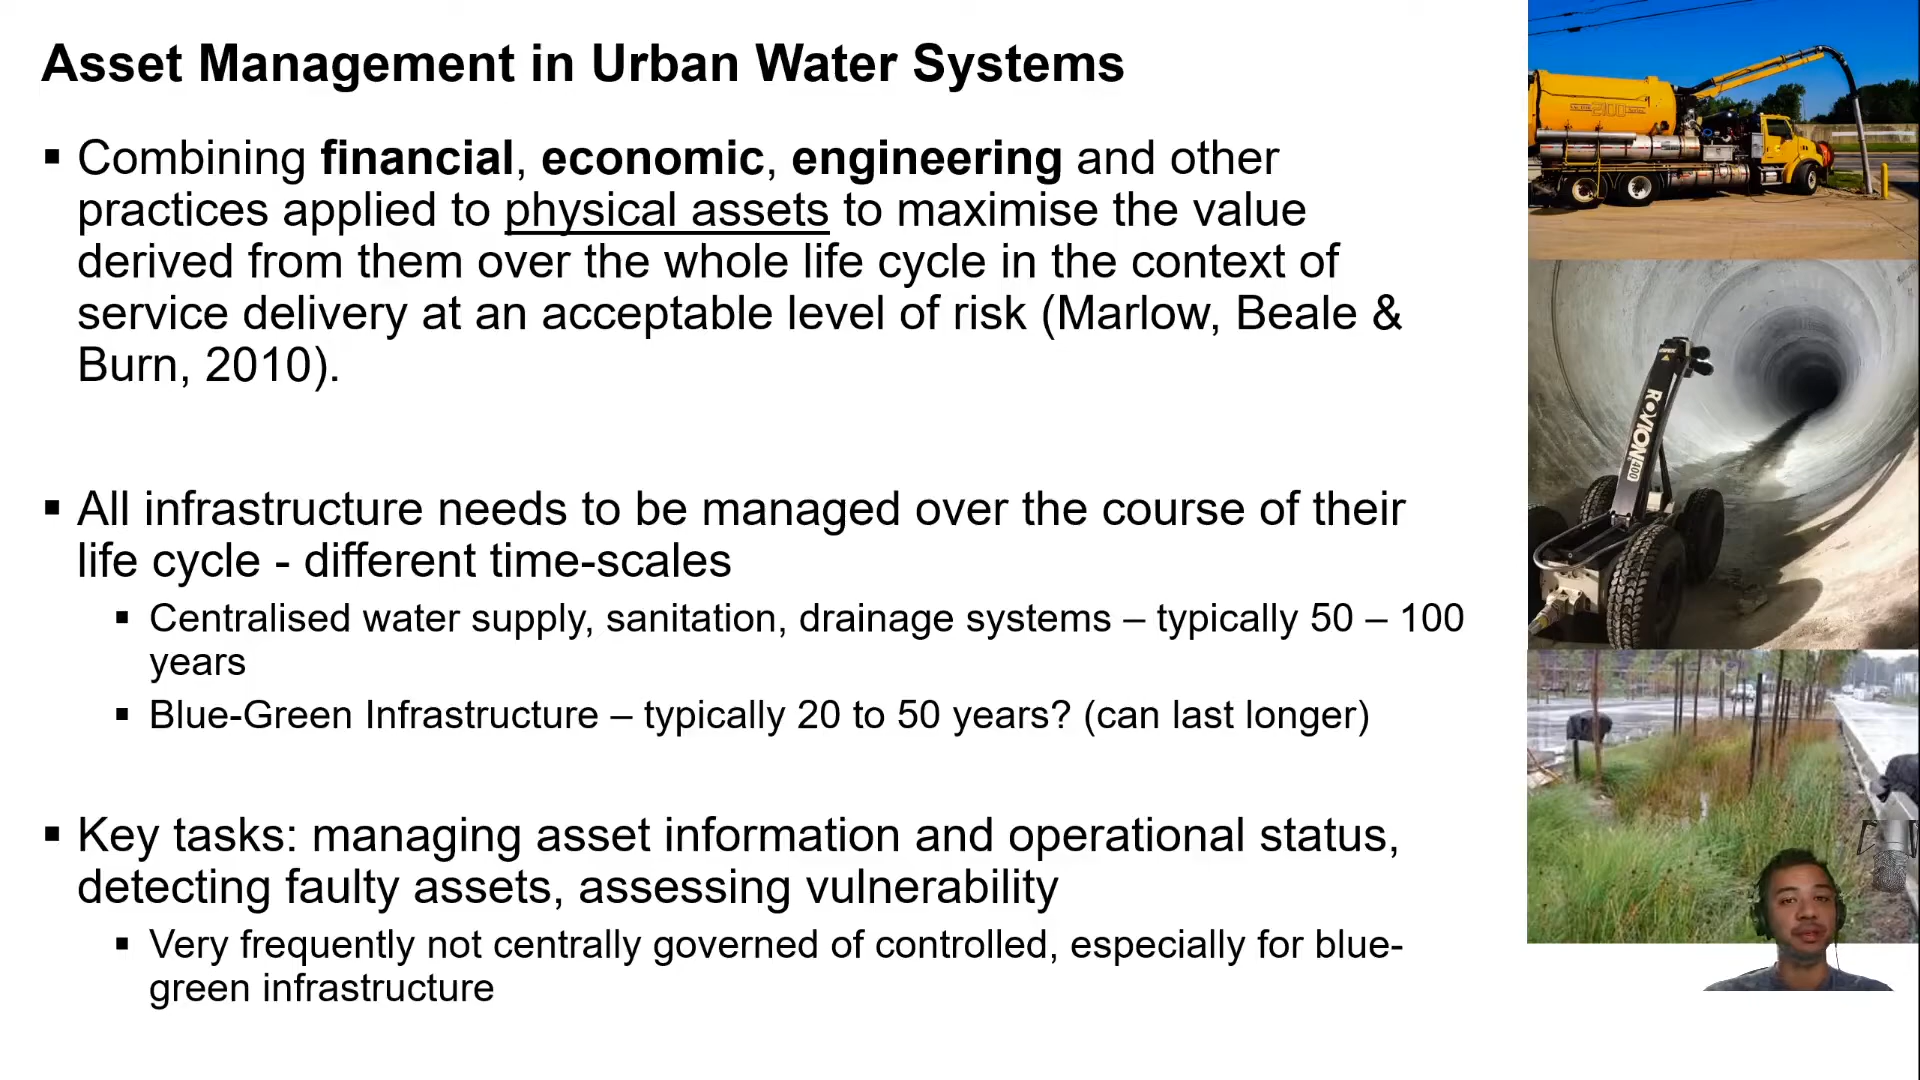 Asset Management in Urban Water Systems
▪ Combining financial, economic, engineering and other
practices applied to physical assets to maximise the value
derived from them over the whole life cycle in the context of
service delivery at an acceptable level of risk (Marlow, Beale &
Burn, 2010).
▪ All infrastructure needs to be managed over the course of their
life cycle - different time-scales
▪ Centralised water supply, sanitation, drainage systems – typically 50 – 100
years
▪ Blue-Green Infrastructure – typically 20 to 50 years? (can last longer)
▪ Key tasks: managing asset information and operational status,
detecting faulty assets, assessing vulnerability
▪ Very frequently not centrally governed of controlled, especially for blue-
green infrastructure
ROVION
400